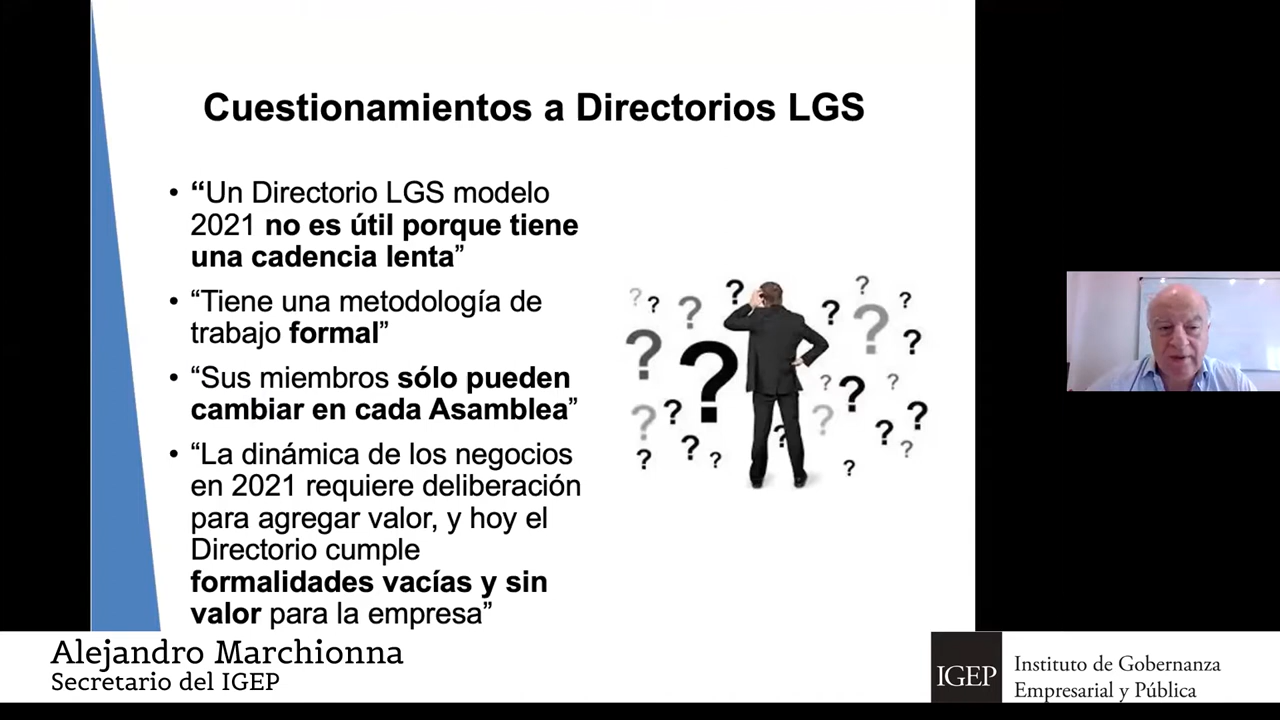 Cuestionamientos a Directorios LGS
• “Un Directorio LGS modelo
2021 no es útil porque tiene
una cadencia lenta”
• “Tiene una metodología de
trabajo formal”
• “Sus miembros sólo pueden
cambiar en cada Asamblea”
• “La dinámica de los negocios
en 2021 requiere deliberación
para agregar valor, y hoy el
Directorio cumple
formalidades vacías y sin
valor para la empresa”
Alejandro Marchionna
Secretario del IGEP
IGEP
Instituto de Gobernanza
Empresarial y Pública